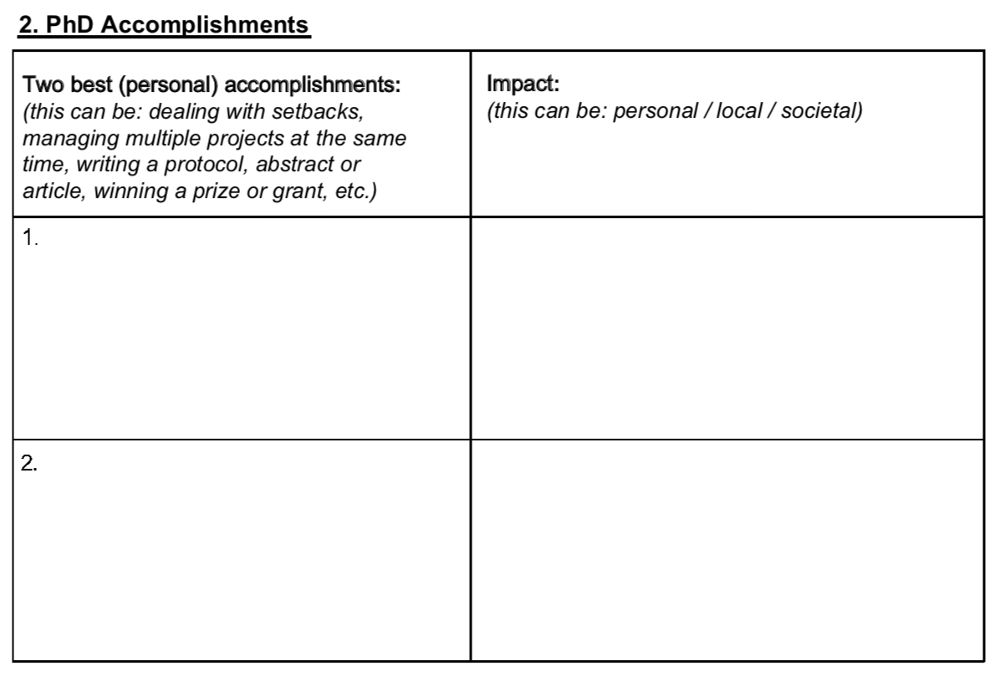 2. PhD Accomplishments
Two best (personal) accomplishments:
(this can be: dealing with setbacks,
managing multiple projects at the same
time, writing a protocol, abstract or
article, winning a prize or grant, etc.)
Impact:
(this can be: personal / local / societal)
1.
2.